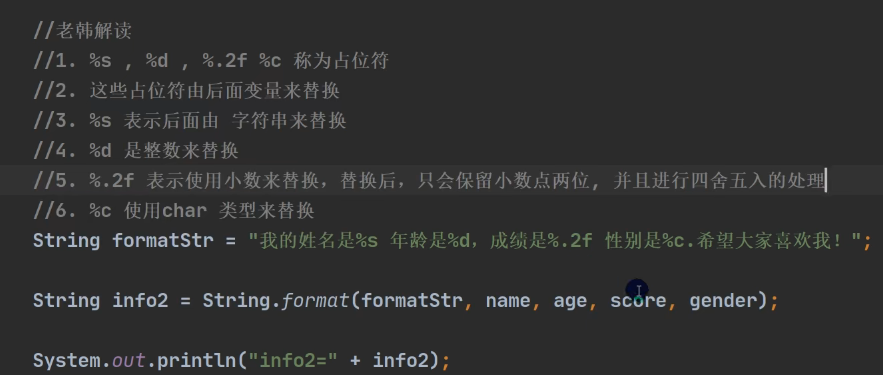 //老韩解读
//1. %s , %d , %.2f %c 称为占位符
//2. 这些占位符由后面变量来替换
//3. %s 表示后面由 字符串来替换
//4. %d 是整数来替换
//5. %.2f 表示使用小数来替换，替换后，只会保留小数点两位, 并且进行四舍五入的处理
//6. %c 使用char 类型来替换
String formatStr = "我的姓名是%s 年龄是%d，成绩是%.2f 性别是%c.希望大家喜欢我！";
String info2 = String.format(formatStr, name, age, score, gender);
System.out.println("info2=" + info2);